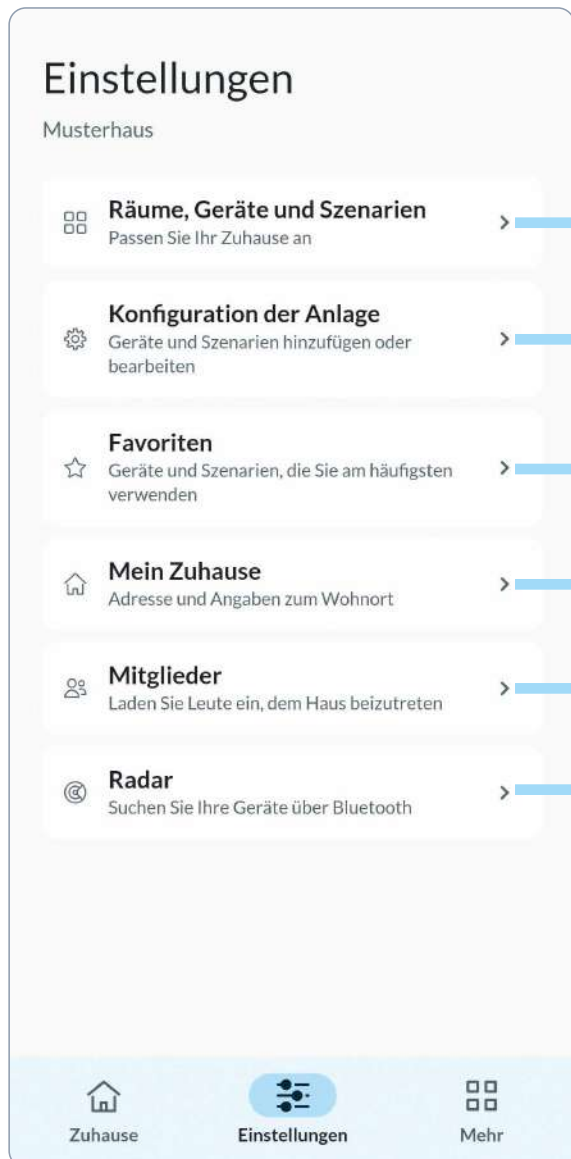 Einstellungen
Musterhaus
Räume, Geräte und Szenarien
Passen Sie Ihr Zuhause an
Konfiguration der Anlage
Geräte und Szenarien hinzufügen oder
bearbeiten
Favoriten
Geräte und Szenarien, die Sie am häufigsten
verwenden
Mein Zuhause
Adresse und Angaben zum Wohnort
Mitglieder
Laden Sie Leute ein, dem Haus beizutreten
Radar
Suchen Sie Ihre Geräte über Bluetooth
Zuhause
Einstellungen
Mehr